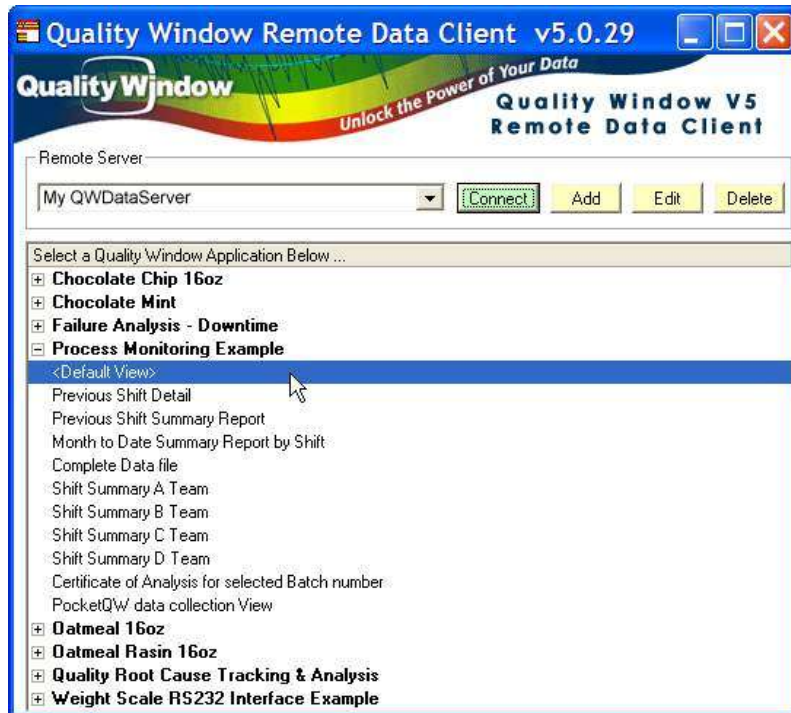 Quality Window Remote Data Client v5.0.29
Quality Window
Unlock the Power of Your Data
Quality Window V5
Remote Data Client
Remote Server
My QWDataServer
Connect
Add
Edit
Delete
Select a Quality Window Application Below ...
Chocolate Chip 16oz
Chocolate Mint
Failure Analysis - Downtime
Process Monitoring Example
<Default View>
Previous Shift Detail
Previous Shift Summary Report
Month to Date Summary Report by Shift
Complete Data file
Shift Summary A Team
Shift Summary B Team
Shift Summary C Team
Shift Summary D Team
Certificate of Analysis for selected Batch number
PocketQW data collection View
Oatmeal 16oz
Oatmeal Rasin 16oz
Quality Root Cause Tracking & Analysis
Weight Scale RS232 Interface Example